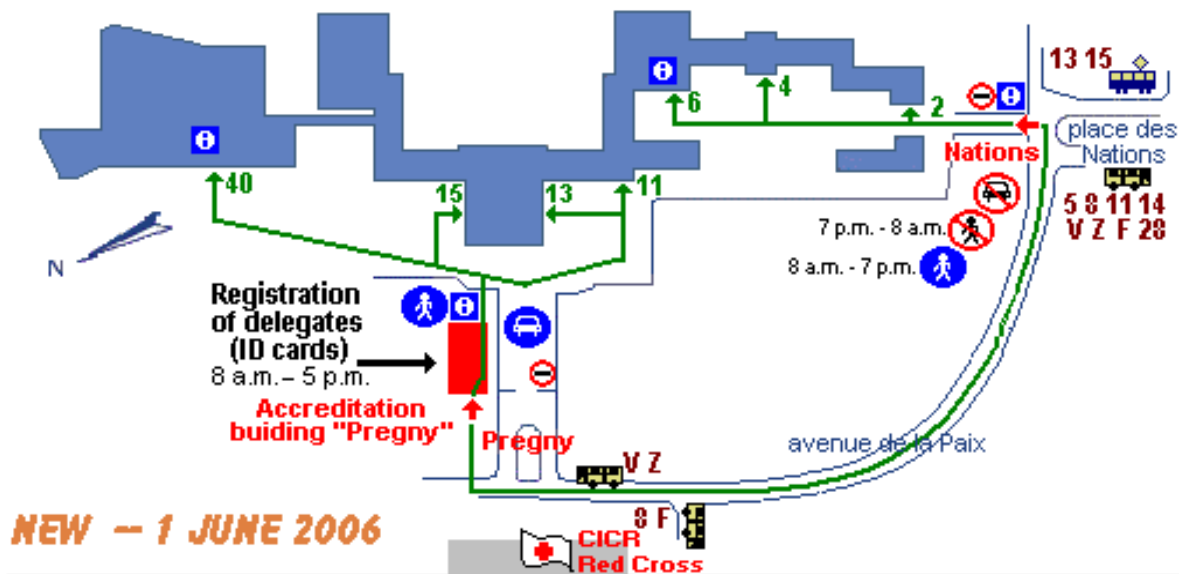 13 15
6
4
2
place des
Nations
Nations
5 8 11 14
V Z F 28
40
15
13
11
7 p.m. - 8 a.m.
8 a.m. - 7 p.m.
N
Registration
of delegates
(ID cards)
8 a.m. – 5 p.m.
Accreditation
buiding "Pregny"
Pregny
avenue de la Paix
V Z
8 F
NEW -- 1 JUNE 2006
CICR
Red Cross